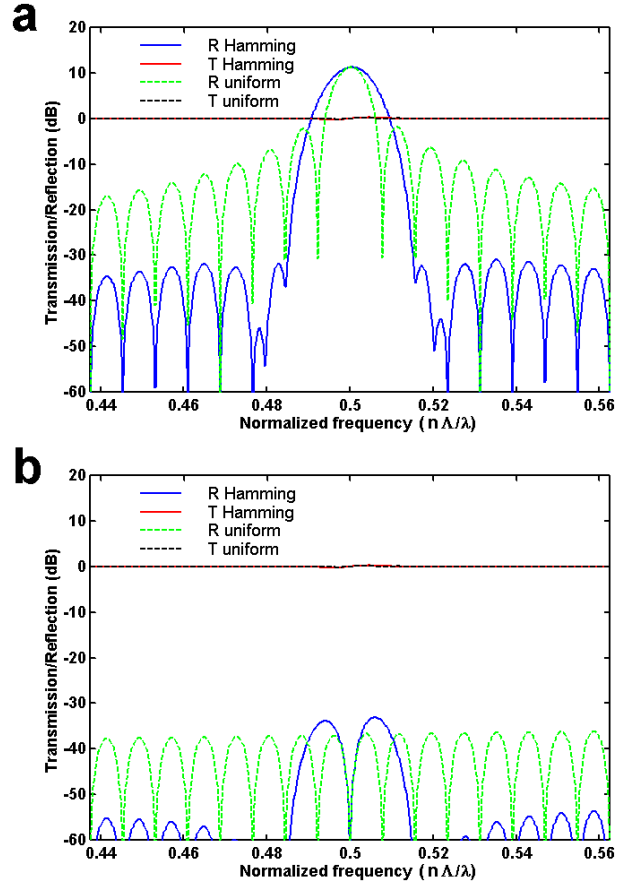 a
Transmission/Reflection (dB)
20
10
0
-10
-20
-30
-40
-50
-60
R Hamming
T Hamming
R uniform
T uniform
0.44
0.46
0.48
0.5
0.52
0.54
0.56
Normalized frequency (nΛ/λ)
b
Transmission/Reflection (dB)
20
10
0
-10
-20
-30
-40
-50
-60
R Hamming
T Hamming
R uniform
T uniform
0.44
0.46
0.48
0.5
0.52
0.54
0.56
Normalized frequency (nΛ/λ)